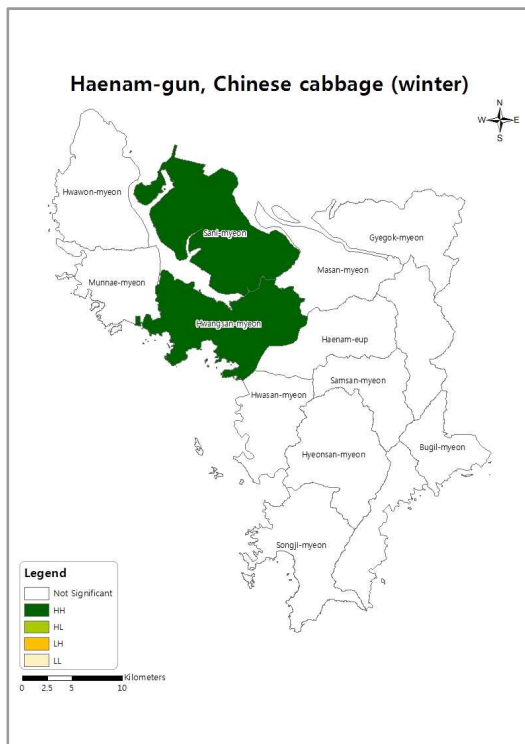 Haenam-gun, Chinese cabbage (winter)
N
W E
S
Hwawon-myeon
Sani-myeon
Gyegok-myeon
Masan-myeon
Munnae-myeon
Hwangsan-myeon
Haenam-eup
Samsan-myeon
Hwasan-myeon
Bugil-myeon
Hyeonsan-myeon
Songji-myeon
Legend
Not Significant
HH
HL
LH
LL
Kilometers
0 2.5 5 10